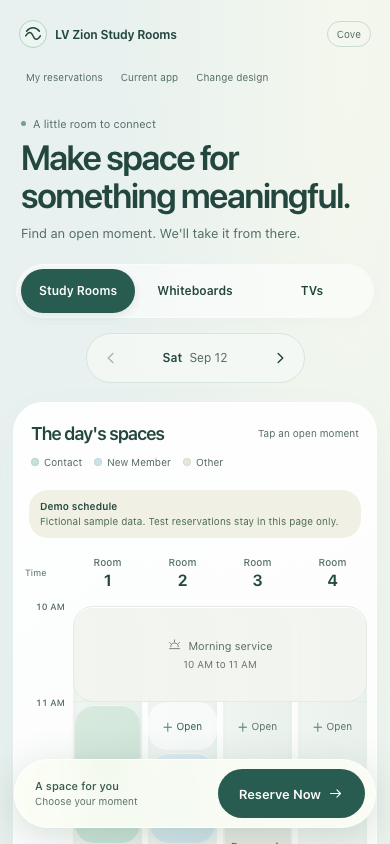 LV Zion Study Rooms
Cove
My reservations Current app Change design
A little room to connect
Make space for
something meaningful.
Find an open moment. We'll take it from there.
Study Rooms Whiteboards TVs
Sat Sep 12
The day's spaces
Tap an open moment
Contact New Member Other
Demo schedule
Fictional sample data. Test reservations stay in this page only.
Time
Room 1
Room 2
Room 3
Room 4
10 AM
Morning service
10 AM to 11 AM
11 AM
+ Open + Open + Open
A space for you
Choose your moment
Reserve Now →